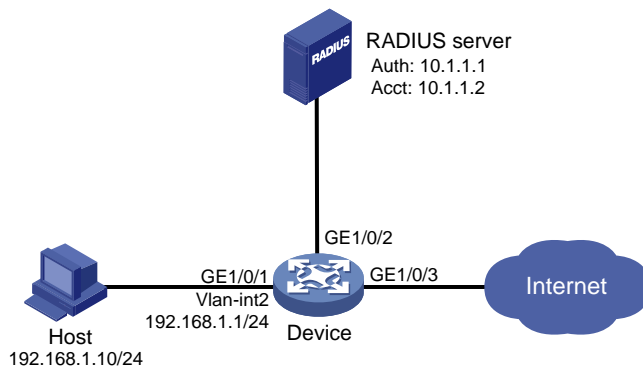 RADIUS server
Auth: 10.1.1.1
Acct: 10.1.1.2
RADIUS
GE1/0/2
GE1/0/1
GE1/0/3
Vlan-int2
192.168.1.1/24
Internet
Host
192.168.1.10/24
Device